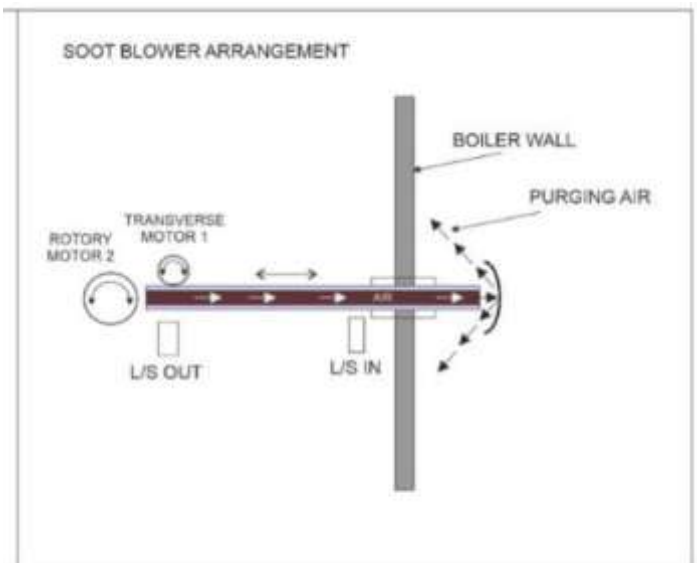 SOOT BLOWER ARRANGEMENT
BOILER WALL
PURGING AIR
TRANSVERSE
MOTOR 1
ROTORY
MOTOR 2
AIR
L/S OUT
L/S IN